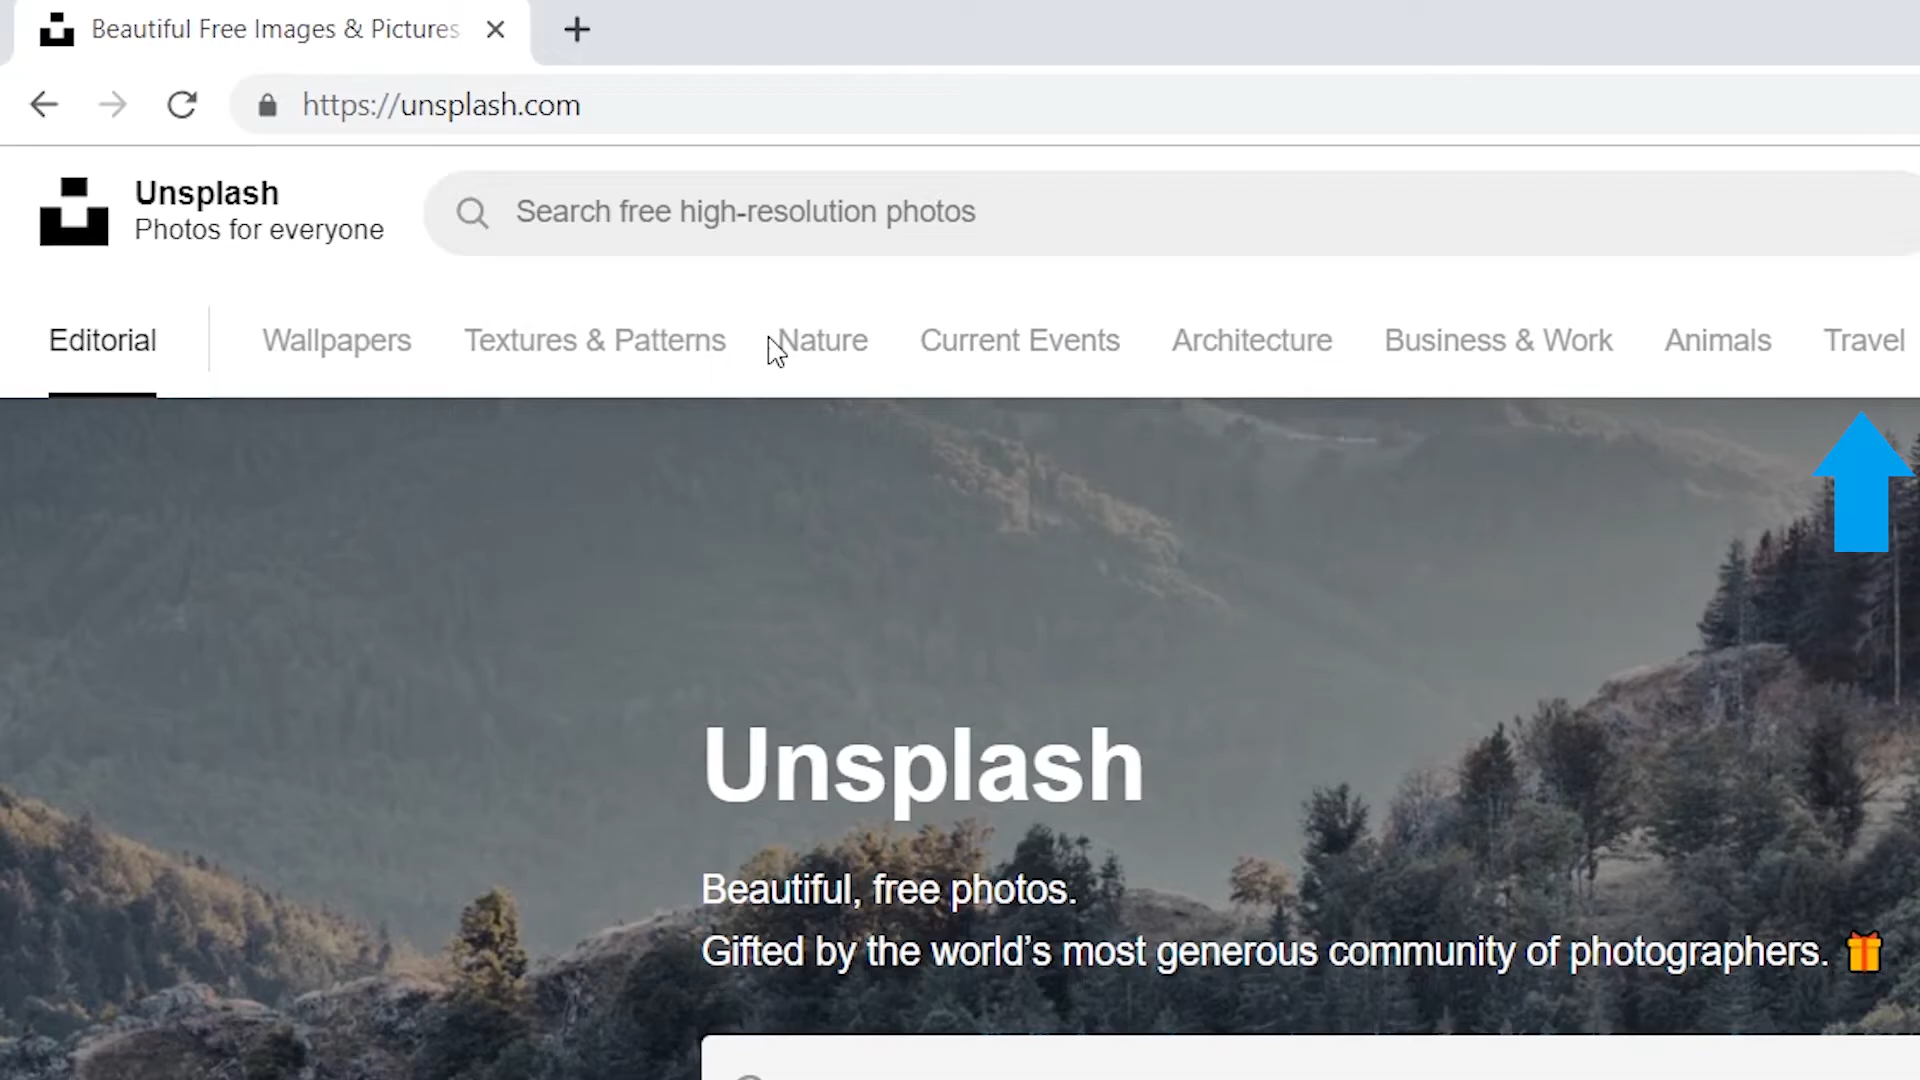 Beautiful Free Images & Pictures
https://unsplash.com
Unsplash
Photos for everyone
Search free high-resolution photos
Editorial Wallpapers Textures & Patterns Nature Current Events Architecture Business & Work Animals Travel
Unsplash
Beautiful, free photos.
Gifted by the world’s most generous community of photographers. 🎁